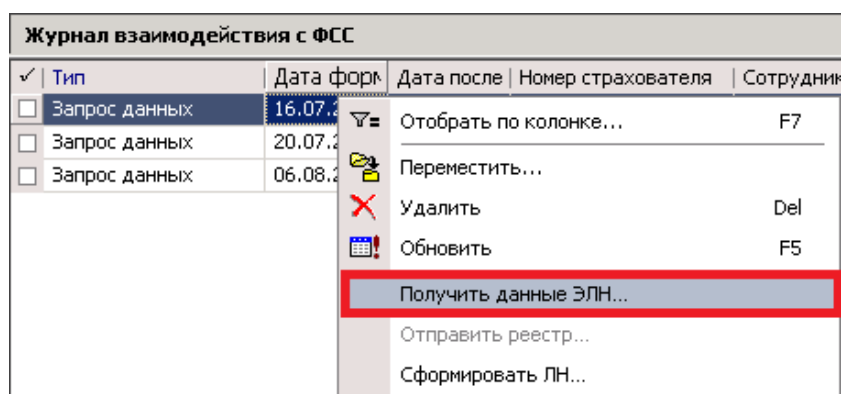 Журнал взаимодействия с ФСС
Тип Дата форм Дата после Номер страхователя Сотрудник
Запрос данных 16.07.2
Запрос данных 20.07.2
Запрос данных 06.08.2
Отобрать по колонке... F7
Переместить...
Удалить Del
Обновить F5
Получить данные ЭЛН...
Отправить реестр...
Сформировать ЛН...